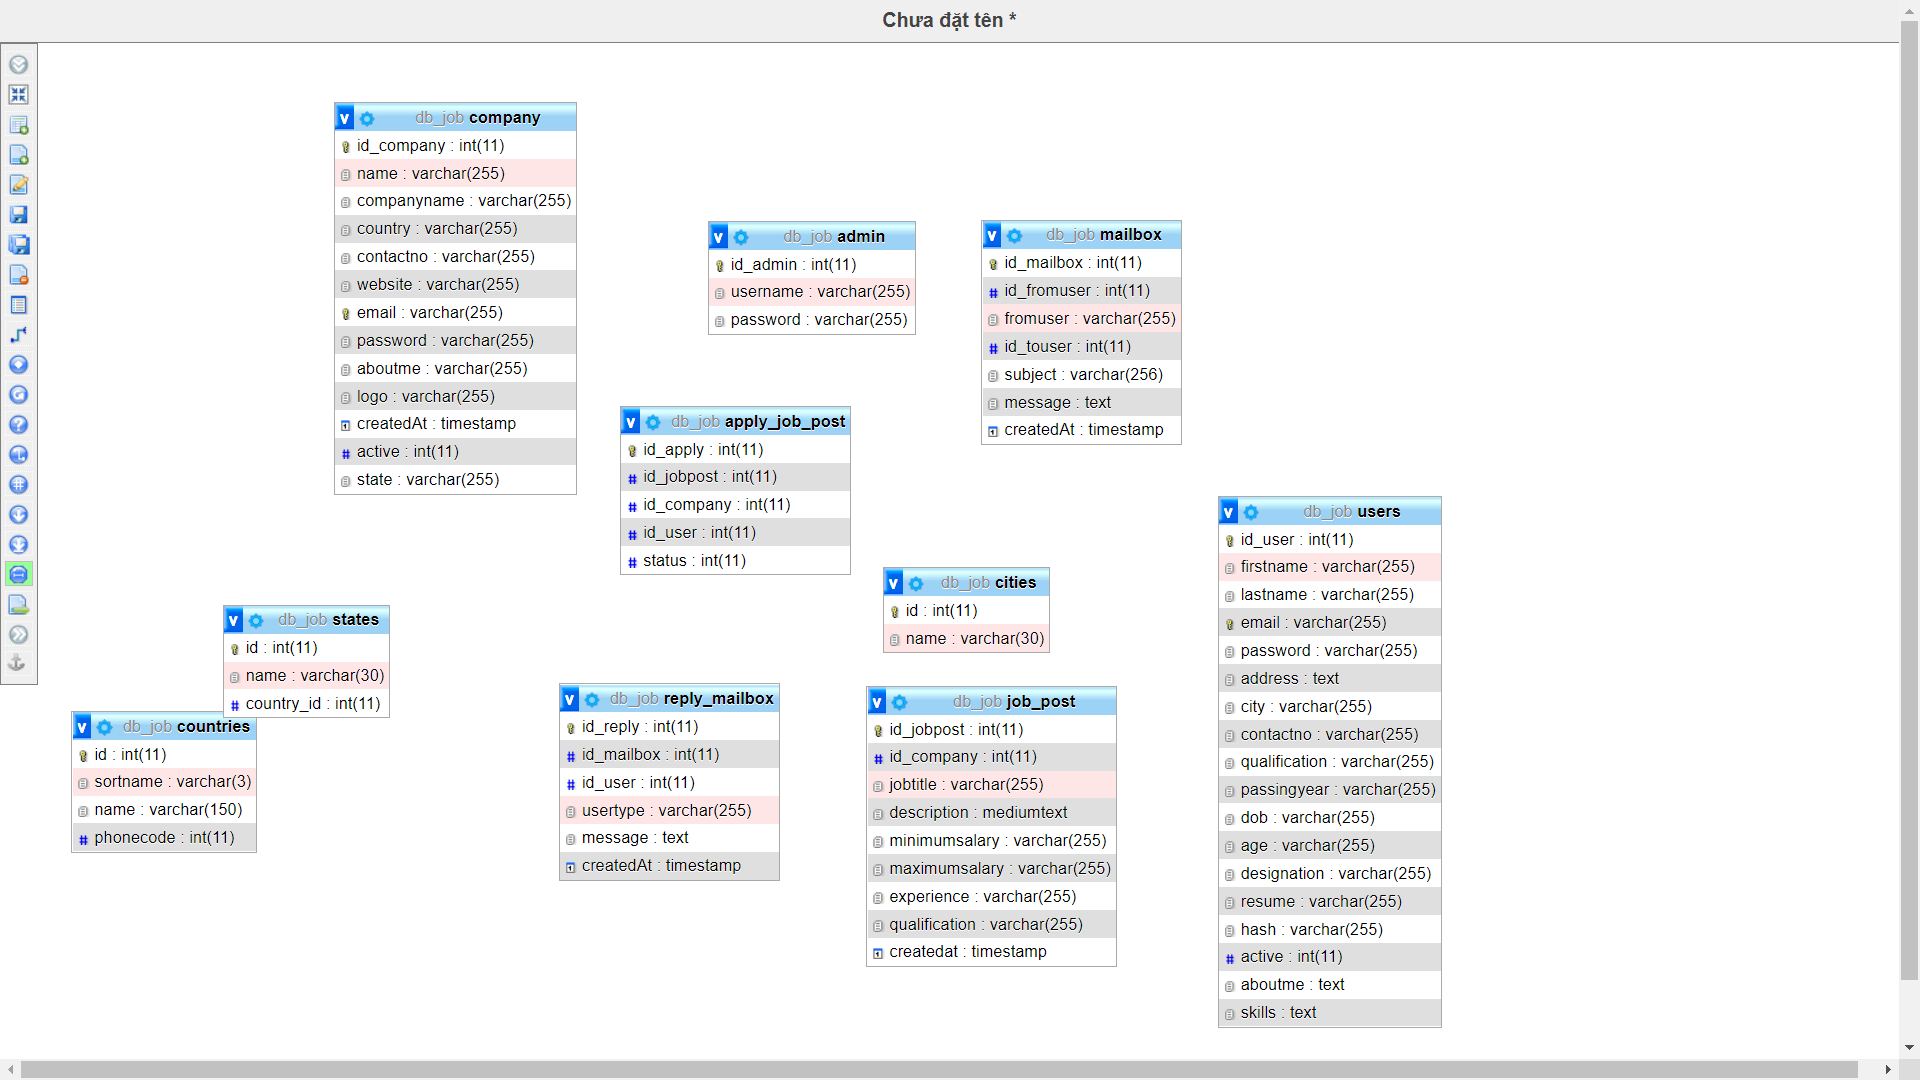 Chưa đặt tên *
db_job company
id_company : int(11)
name : varchar(255)
companyname : varchar(255)
country : varchar(255)
contactno : varchar(255)
website : varchar(255)
email : varchar(255)
password : varchar(255)
aboutme : varchar(255)
logo : varchar(255)
createdAt : timestamp
active : int(11)
state : varchar(255)
db_job admin
id_admin : int(11)
username : varchar(255)
password : varchar(255)
db_job mailbox
id_mailbox : int(11)
id_fromuser : int(11)
fromuser : varchar(255)
id_touser : int(11)
subject : varchar(256)
message : text
createdAt : timestamp
db_job apply_job_post
id_apply : int(11)
id_jobpost : int(11)
id_company : int(11)
id_user : int(11)
status : int(11)
db_job users
id_user : int(11)
firstname : varchar(255)
lastname : varchar(255)
email : varchar(255)
password : varchar(255)
address : text
city : varchar(255)
contactno : varchar(255)
qualification : varchar(255)
passingyear : varchar(255)
dob : varchar(255)
age : varchar(255)
designation : varchar(255)
resume : varchar(255)
hash : varchar(255)
active : int(11)
aboutme : text
skills : text
db_job cities
id : int(11)
name : varchar(30)
db_job states
id : int(11)
name : varchar(30)
country_id : int(11)
db_job countries
id : int(11)
sortname : varchar(3)
name : varchar(150)
phonecode : int(11)
db_job reply_mailbox
id_reply : int(11)
id_mailbox : int(11)
id_user : int(11)
usertype : varchar(255)
message : text
createdAt : timestamp
db_job job_post
id_jobpost : int(11)
id_company : int(11)
jobtitle : varchar(255)
description : mediumtext
minimumsalary : varchar(255)
maximumsalary : varchar(255)
experience : varchar(255)
qualification : varchar(255)
createdat : timestamp